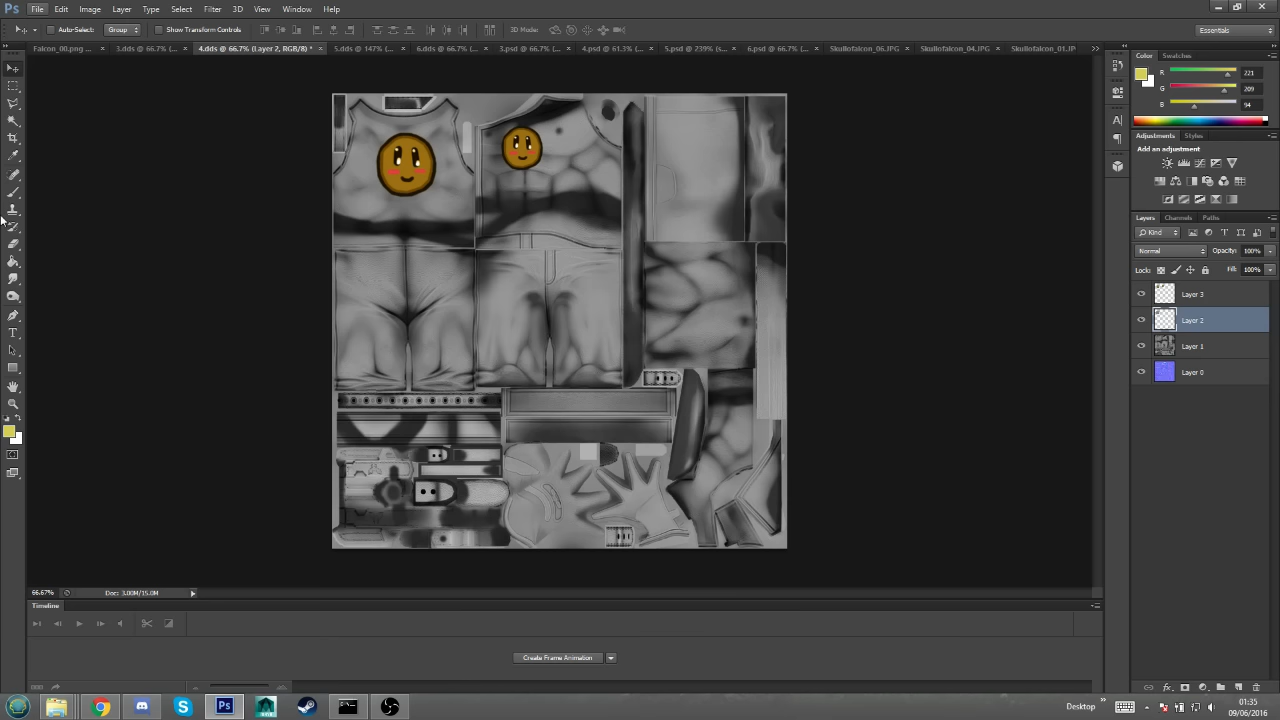 Ps File Edit Image Layer Type Select Filter 3D View Window Help
Auto-Select: Group Show Transform Controls 3D Mode: Essentials
Falcon_00.png ... × 3.dds @ 66.7% (... × 4.dds @ 66.7% (Layer 2, RGB/8) * × 5.dds @ 147% (... × 6.dds @ 66.7% (... × 3.psd @ 66.7% (... × 4.psd @ 61.3% (... × 5.psd @ 239% (s... × 6.psd @ 66.7% (... × Skullofalcon_06.JPG × Skullofalcon_04.JPG × Skullofalcon_01.JP
Color Swatches
R 221
G 209
B 94
Adjustments Styles
Add an adjustment
Layers Channels Paths
Kind
Normal Opacity: 100%
Lock: Fill: 100%
Layer 3
Layer 2
Layer 1
Layer 0
66.67% Doc: 3.00M/15.0M
Timeline
Create Frame Animation
Ps Desktop 01:35
09/06/2016